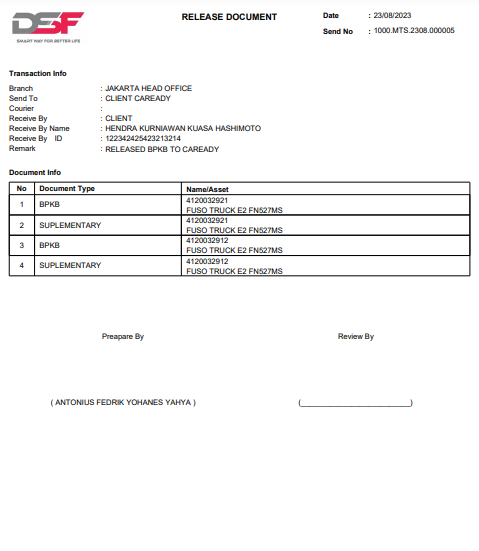 DSF
SMART WAY FOR BETTER LIFE
RELEASE DOCUMENT
Date : 23/08/2023
Send No : 1000.MTS.2308.000005
Transaction Info
Branch : JAKARTA HEAD OFFICE
Send To : CLIENT CAREADY
Courier :
Receive By : CLIENT
Receive By Name : HENDRA KURNIAWAN KUASA HASHIMOTO
Receive By ID : 122342425423213214
Remark : RELEASED BPKB TO CAREADY
Document Info
No Document Type Name/Asset
1 BPKB 4120032921
FUSO TRUCK E2 FN527MS
2 SUPLEMENTARY 4120032921
FUSO TRUCK E2 FN527MS
3 BPKB 4120032912
FUSO TRUCK E2 FN527MS
4 SUPLEMENTARY 4120032912
FUSO TRUCK E2 FN527MS
Preapare By Review By
( ANTONIUS FEDRIK YOHANES YAHYA ) (__________________________)